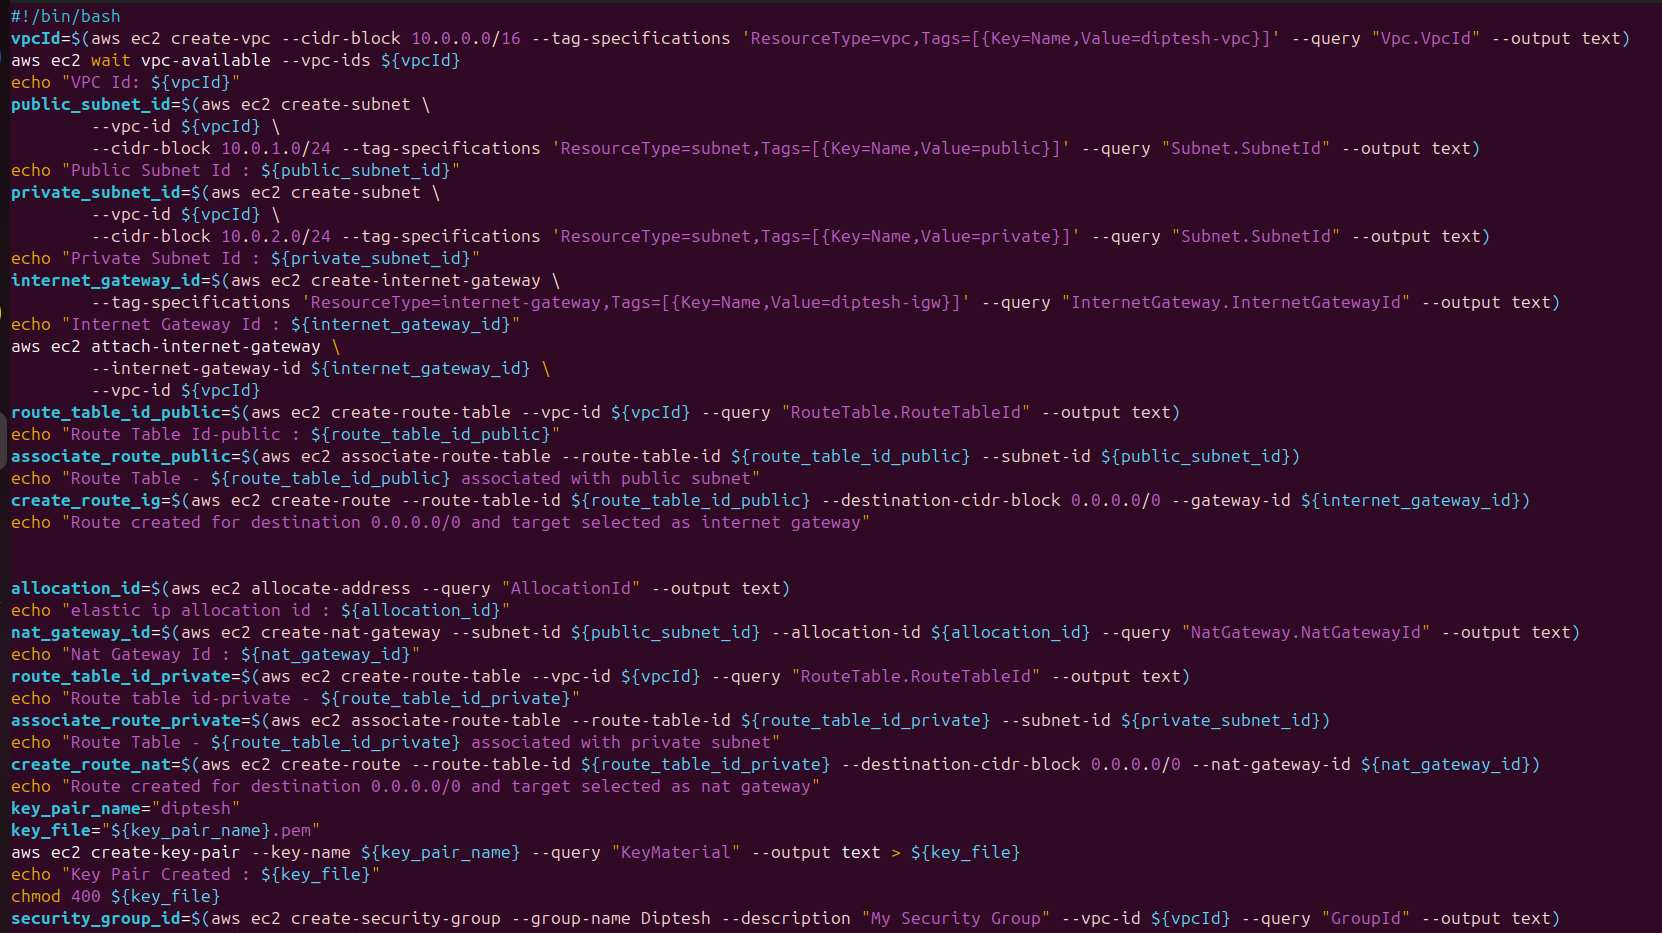 #!/bin/bash
vpcId=$(aws ec2 create-vpc --cidr-block 10.0.0.0/16 --tag-specifications 'ResourceType=vpc,Tags=[{Key=Name,Value=diptesh-vpc}]' --query "Vpc.VpcId" --output text)
aws ec2 wait vpc-available --vpc-ids ${vpcId}
echo "VPC Id: ${vpcId}"
public_subnet_id=$(aws ec2 create-subnet \
        --vpc-id ${vpcId} \
        --cidr-block 10.0.1.0/24 --tag-specifications 'ResourceType=subnet,Tags=[{Key=Name,Value=public}]' --query "Subnet.SubnetId" --output text)
echo "Public Subnet Id : ${public_subnet_id}"
private_subnet_id=$(aws ec2 create-subnet \
        --vpc-id ${vpcId} \
        --cidr-block 10.0.2.0/24 --tag-specifications 'ResourceType=subnet,Tags=[{Key=Name,Value=private}]' --query "Subnet.SubnetId" --output text)
echo "Private Subnet Id : ${private_subnet_id}"
internet_gateway_id=$(aws ec2 create-internet-gateway \
        --tag-specifications 'ResourceType=internet-gateway,Tags=[{Key=Name,Value=diptesh-igw}]' --query "InternetGateway.InternetGatewayId" --output text)
echo "Internet Gateway Id : ${internet_gateway_id}"
aws ec2 attach-internet-gateway \
        --internet-gateway-id ${internet_gateway_id} \
        --vpc-id ${vpcId}
route_table_id_public=$(aws ec2 create-route-table --vpc-id ${vpcId} --query "RouteTable.RouteTableId" --output text)
echo "Route Table Id-public : ${route_table_id_public}"
associate_route_public=$(aws ec2 associate-route-table --route-table-id ${route_table_id_public} --subnet-id ${public_subnet_id})
echo "Route Table - ${route_table_id_public} associated with public subnet"
create_route_ig=$(aws ec2 create-route --route-table-id ${route_table_id_public} --destination-cidr-block 0.0.0.0/0 --gateway-id ${internet_gateway_id})
echo "Route created for destination 0.0.0.0/0 and target selected as internet gateway"
allocation_id=$(aws ec2 allocate-address --query "AllocationId" --output text)
echo "elastic ip allocation id : ${allocation_id}"
nat_gateway_id=$(aws ec2 create-nat-gateway --subnet-id ${public_subnet_id} --allocation-id ${allocation_id} --query "NatGateway.NatGatewayId" --output text)
echo "Nat Gateway Id : ${nat_gateway_id}"
route_table_id_private=$(aws ec2 create-route-table --vpc-id ${vpcId} --query "RouteTable.RouteTableId" --output text)
echo "Route table id-private - ${route_table_id_private}"
associate_route_private=$(aws ec2 associate-route-table --route-table-id ${route_table_id_private} --subnet-id ${private_subnet_id})
echo "Route Table - ${route_table_id_private} associated with private subnet"
create_route_nat=$(aws ec2 create-route --route-table-id ${route_table_id_private} --destination-cidr-block 0.0.0.0/0 --nat-gateway-id ${nat_gateway_id})
echo "Route created for destination 0.0.0.0/0 and target selected as nat gateway"
key_pair_name="diptesh"
key_file="${key_pair_name}.pem"
aws ec2 create-key-pair --key-name ${key_pair_name} --query "KeyMaterial" --output text > ${key_file}
echo "Key Pair Created : ${key_file}"
chmod 400 ${key_file}
security_group_id=$(aws ec2 create-security-group --group-name Diptesh --description "My Security Group" --vpc-id ${vpcId} --query "GroupId" --output text)